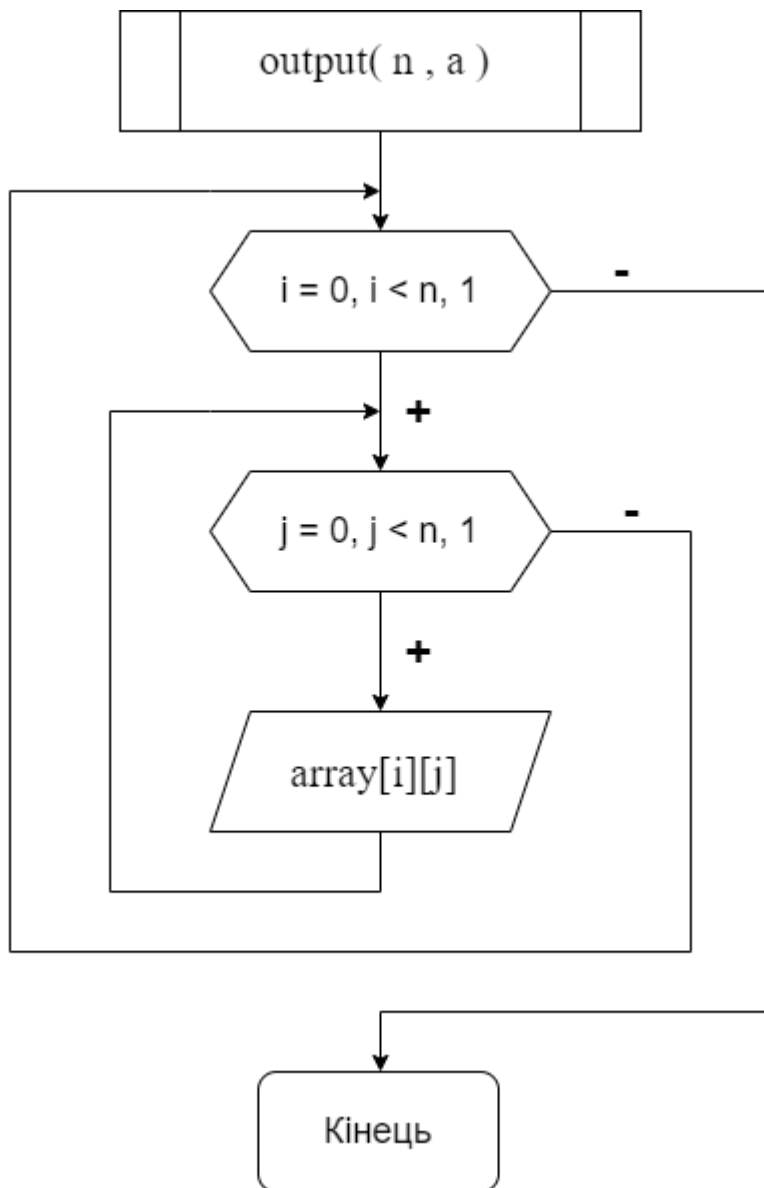 output( n , a )
i = 0, i < n, 1
-
+
j = 0, j < n, 1
-
+
array[i][j]
Кінець